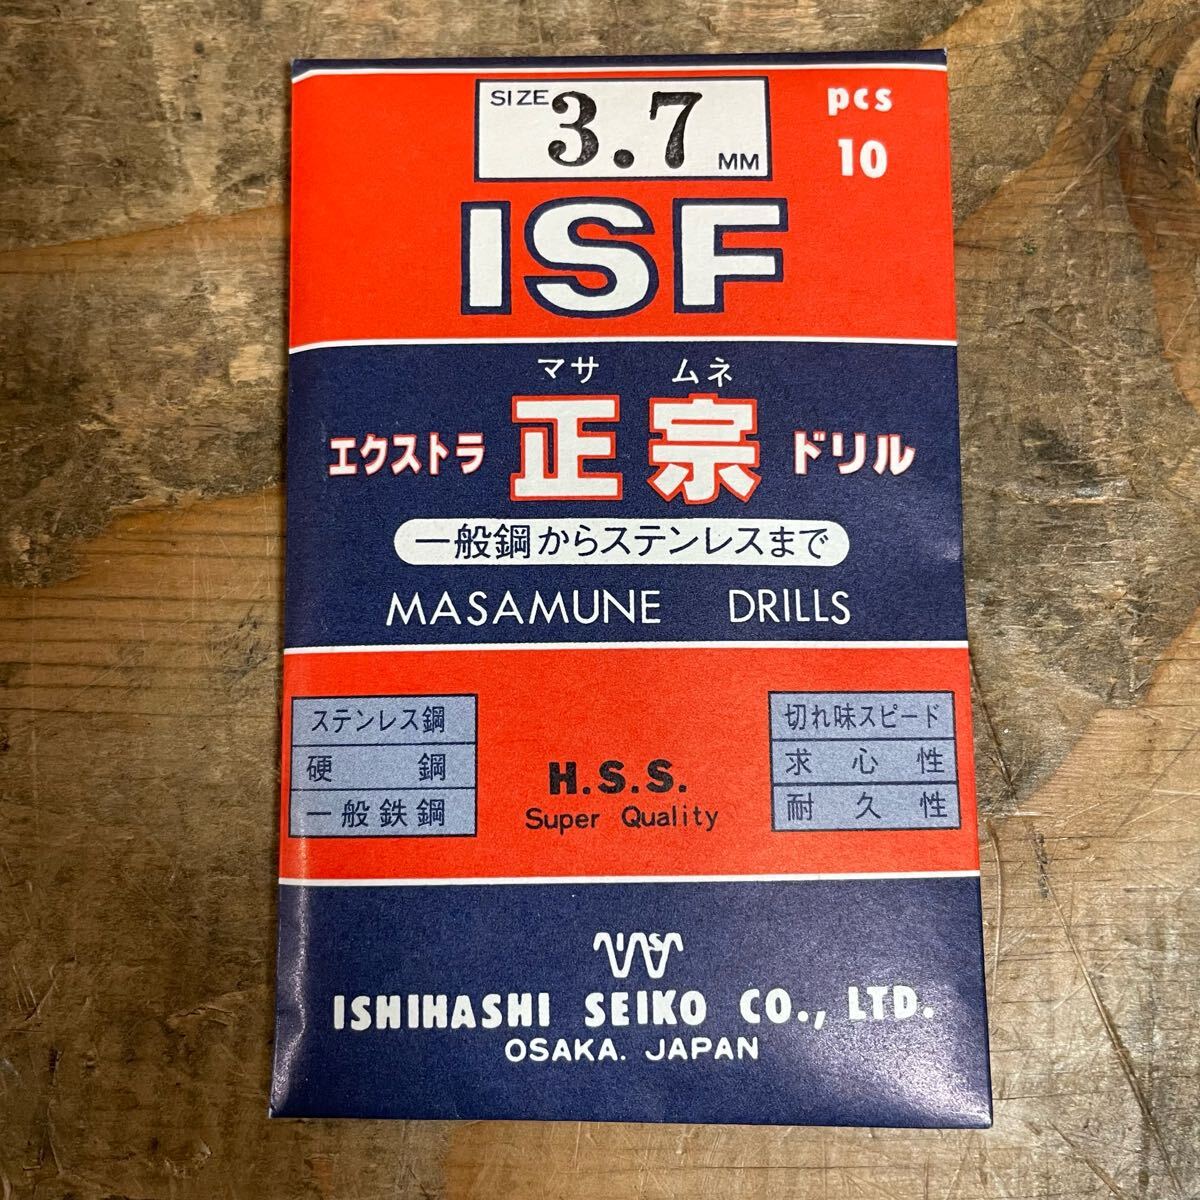 SIZE 3.7 MM
pcs
10
ISF
マサ ムネ
エクストラ 正宗 ドリル
一般鋼からステンレスまで
MASAMUNE DRILLS
ステンレス鋼
硬鋼
一般鉄鋼
H.S.S.
Super Quality
切れ味スピード
求心性
耐久性
ISHIHASHI SEIKO CO., LTD.
OSAKA. JAPAN